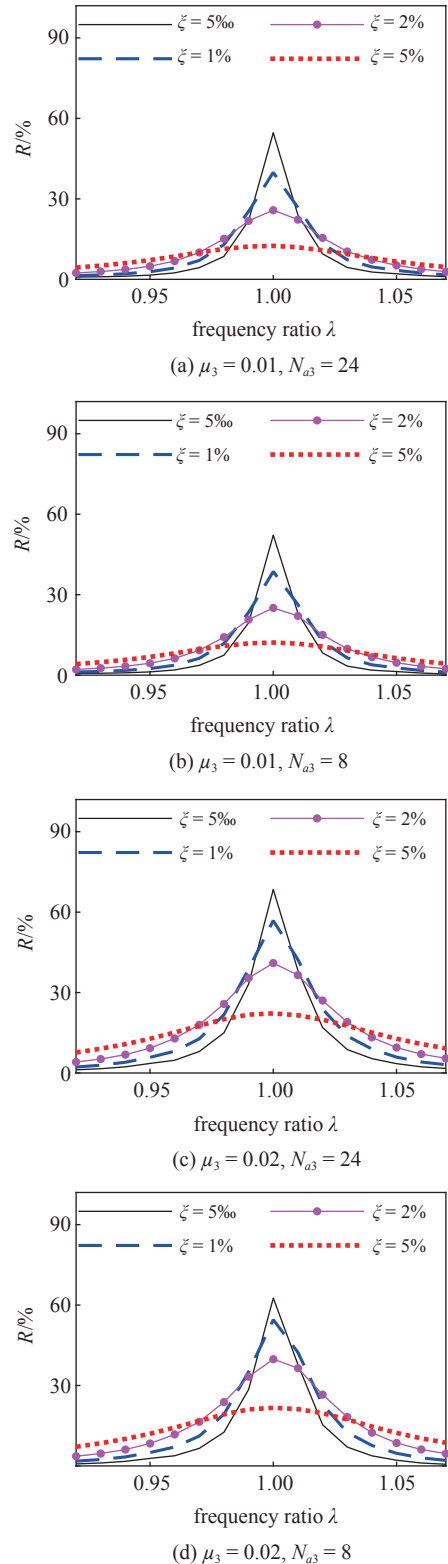 90
60
30
0
R/%
ξ = 5‰ ξ = 2%
ξ = 1% ξ = 5%
0.95 1.00 1.05
frequency ratio λ
(a) μ₃ = 0.01, Nₐ₃ = 24
90
60
30
0
R/%
ξ = 5‰ ξ = 2%
ξ = 1% ξ = 5%
0.95 1.00 1.05
frequency ratio λ
(b) μ₃ = 0.01, Nₐ₃ = 8
90
60
30
0
R/%
ξ = 5‰ ξ = 2%
ξ = 1% ξ = 5%
0.95 1.00 1.05
frequency ratio λ
(c) μ₃ = 0.02, Nₐ₃ = 24
90
60
30
R/%
ξ = 5‰ ξ = 2%
ξ = 1% ξ = 5%
0.95 1.00 1.05
frequency ratio λ
(d) μ₃ = 0.02, Nₐ₃ = 8